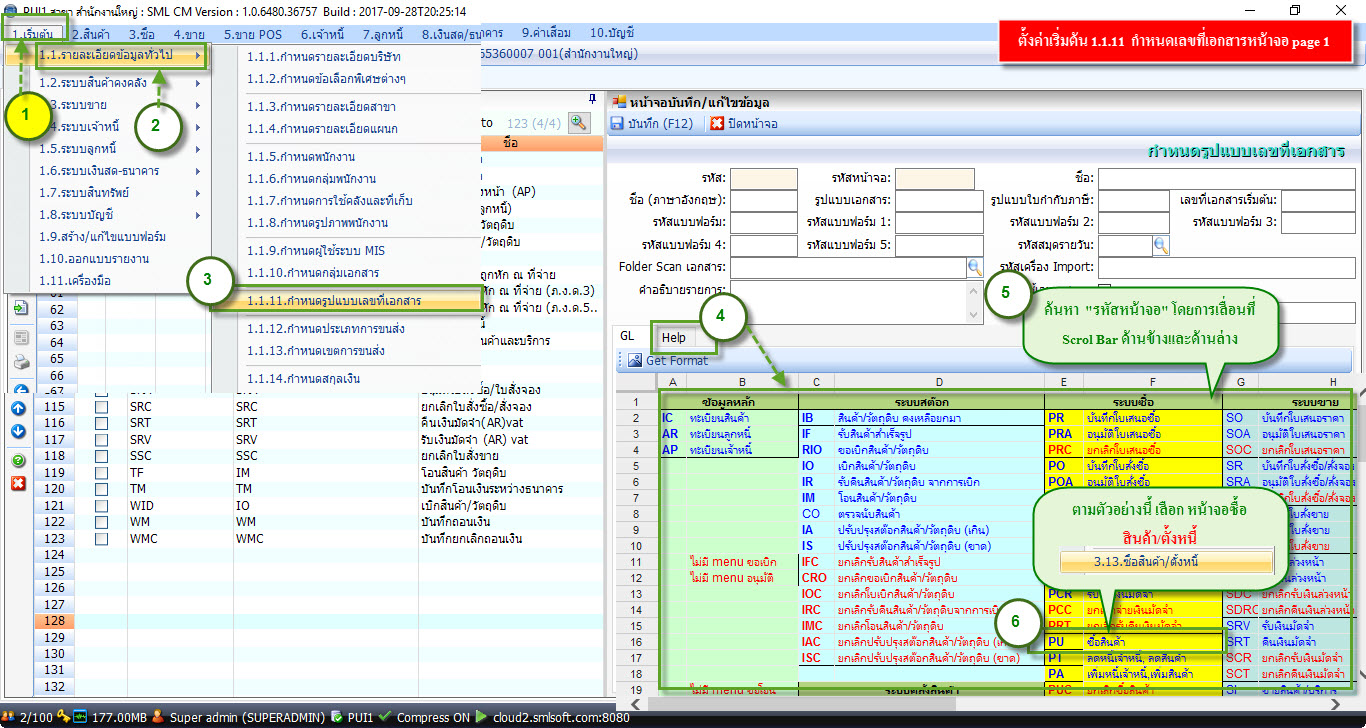 PUI1 สาขา สำนักงานใหญ่ : SML CM Version : 1.0.6480.36757 Build : 2017-09-28T20:25:14
1.เริ่มต้น 2.สินค้า 3.ซื้อ 4.ขาย 5.ขาย POS 6.เจ้าหนี้ 7.ลูกหนี้ 8.เงินสด/ธนาคาร 9.ค่าเสื่อม 10.บัญชี
ตั้งค่าเริ่มต้น 1.1.11 กำหนดเลขที่เอกสารหน้าจอ page 1
65360007 001(สำนักงานใหญ่)
1.1.รายละเอียดข้อมูลทั่วไป
1.2.ระบบสินค้าคงคลัง
3.ระบบขาย
4.ระบบเจ้าหนี้
1.5.ระบบลูกหนี้
1.6.ระบบเงินสด-ธนาคาร
1.7.ระบบสินทรัพย์
1.8.ระบบบัญชี
1.9.สร้าง/แก้ไขแบบฟอร์ม
1.10.ออกแบบรายงาน
1.11.เครื่องมือ
1
2
3
1.1.1.กำหนดรายละเอียดบริษัท
1.1.2.กำหนดข้อเลือกพิเศษต่างๆ
1.1.3.กำหนดรายละเอียดสาขา
1.1.4.กำหนดรายละเอียดแผนก
1.1.5.กำหนดพนักงาน
1.1.6.กำหนดกลุ่มพนักงาน
1.1.7.กำหนดการใช้คลังและที่เก็บ
1.1.8.กำหนดรูปภาพพนักงาน
1.1.9.กำหนดผู้ใช้ระบบ MIS
1.1.10.กำหนดกลุ่มเอกสาร
1.1.11.กำหนดรูปแบบเลขที่เอกสาร
1.1.12.กำหนดประเภทการขนส่ง
1.1.13.กำหนดเขตการขนส่ง
1.1.14.กำหนดสกุลเงิน
to 123 (4/4)
ชื่อ
งหน้า (AP)
ลูกหนี้)
วัตถุดิบ
/วัตถุดิบ
ถูกหัก ณ ที่จ่าย
หัก ณ ที่จ่าย (ภ.ง.ด.3)
หัก ณ ที่จ่าย (ภ.ง.ด.5..
นค้าและบริการ
62
63
64
65
66
67
115 SRC SRC ยกเลิกใบสั่งซื้อ/สั่งจอง
116 SRT SRT คืนเงินมัดจำ(AR)vat
117 SRV SRV รับเงินมัดจำ (AR) vat
118 SSC SSC ยกเลิกใบสั่งขาย
119 TF IM โอนสินค้า วัตถุดิบ
120 TM TM บันทึกโอนเงินระหว่างธนาคาร
121 WID IO เบิกสินค้า/วัตถุดิบ
122 WM WM บันทึกถอนเงิน
123 WMC WMC บันทึกยกเลิกถอนเงิน
124
125
126
127
128
129
130
131
132
หน้าจอบันทึก/แก้ไขข้อมูล
บันทึก (F12) ปิดหน้าจอ
กำหนดรูปแบบเลขที่เอกสาร
รหัส: รหัสหน้าจอ: ชื่อ:
ชื่อ (ภาษาอังกฤษ): รูปแบบเอกสาร: รูปแบบใบกำกับภาษี: เลขที่เอกสารเริ่มต้น:
รหัสแบบฟอร์ม: รหัสแบบฟอร์ม 1: รหัสแบบฟอร์ม 2: รหัสแบบฟอร์ม 3:
รหัสแบบฟอร์ม 4: รหัสแบบฟอร์ม 5: รหัสสมุดรายวัน:
Folder Scan เอกสาร: รหัสเครื่อง Import:
คำอธิบายรายการ:
4
5
ค้นหา "รหัสหน้าจอ" โดยการเลื่อนที่
Scrol Bar ด้านข้างและด้านล่าง
GL Help
Get Format
A B C D E F G H
1 ข้อมูลหลัก ระบบสต๊อก ระบบซื้อ ระบบขาย
2 IC ทะเบียนสินค้า IB สินค้า/วัตถุดิบ คงเหลือยกมา PR บันทึกใบเสนอซื้อ SO บันทึกใบเสนอราคา
3 AR ทะเบียนลูกหนี้ IF รับสินค้าสำเร็จรูป PRA อนุมัติใบเสนอซื้อ SOA อนุมัติใบเสนอราคา
4 AP ทะเบียนเจ้าหนี้ RIO ขอเบิกสินค้า/วัตถุดิบ PRC ยกเลิกใบเสนอซื้อ SOC ยกเลิกใบเสนอราคา
5 IO เบิกสินค้า/วัตถุดิบ PO บันทึกใบสั่งซื้อ SR บันทึกใบสั่งซื้อ/สั่งจอง
6 IR รับคืนสินค้า/วัตถุดิบ จากการเบิก POA อนุมัติใบสั่งซื้อ SRA อนุมัติใบสั่งซื้อ/สั่งจอง
7 IM โอนสินค้า/วัตถุดิบ
8 CO ตรวจนับสินค้า
9 IA ปรับปรุงสต๊อกสินค้า/วัตถุดิบ (เกิน)
10 IS ปรับปรุงสต๊อกสินค้า/วัตถุดิบ (ขาด)
11 ไม่มี menu ขอเบิก IFC ยกเลิกรับสินค้าสำเร็จรูป
12 ไม่มี menu อนุมัติ CRO ยกเลิกขอเบิกสินค้า/วัตถุดิบ
13 IOC ยกเลิกใบเบิกสินค้า/วัตถุดิบ PCR SDC ยกเลิกรับเงินล่วงหน้า
14 IRC ยกเลิกรับคืนสินค้า/วัตถุดิบจากการเบิก PCC SDRC ยกเลิกคืนเงินล่วงหน้า
15 IMC ยกเลิกโอนสินค้า/วัตถุดิบ PRT SRV รับเงินมัดจำ
16 IAC ยกเลิกปรับปรุงสต๊อกสินค้า/วัตถุดิบ PU ซื้อสินค้า SRT คืนเงินมัดจำ
17 ISC ยกเลิกปรับปรุงสต๊อกสินค้า/วัตถุดิบ (ขาด) PT ลดหนี้เจ้าหนี้, ลดสินค้า SCR ยกเลิกรับเงินมัดจำ
18 PA เพิ่มหนี้เจ้าหนี้,เพิ่มสินค้า SCT ยกเลิกคืนเงินมัดจำ
19 ไม่มี menu ขอโอน ระบบคลังสินค้า PUC ยกเลิกซื้อสินค้า SI ขายสินค้า/บริการ
ตามตัวอย่างนี้ เลือก หน้าจอซื้อ
สินค้า/ตั้งหนี้
3.13.ซื้อสินค้า/ตั้งหนี้
6
2/100 177.00MB Super admin (SUPERADMIN) PUI1 Compress ON cloud2.smlsoft.com:8080